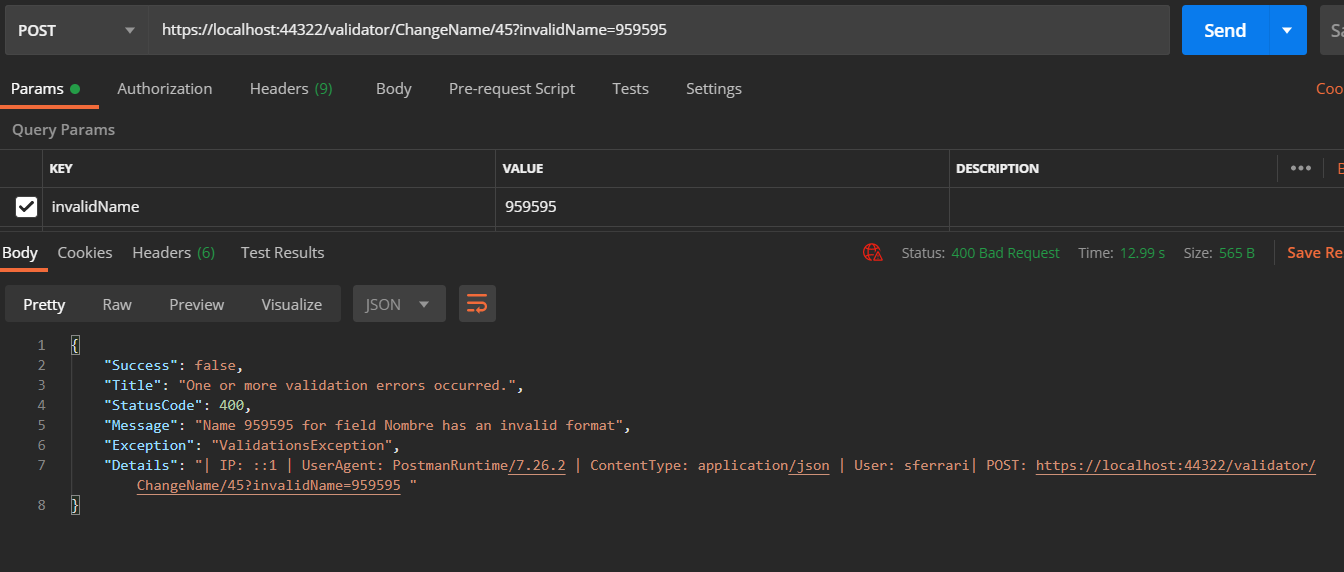 POST https://localhost:44322/validator/ChangeName/45?invalidName=959595 Send Sa
Params Authorization Headers (9) Body Pre-request Script Tests Settings Coo
Query Params
KEY VALUE DESCRIPTION ••• B
invalidName 959595
Body Cookies Headers (6) Test Results Status: 400 Bad Request Time: 12.99 s Size: 565 B Save Re
Pretty Raw Preview Visualize JSON
1 {
2 "Success": false,
3 "Title": "One or more validation errors occurred.",
4 "StatusCode": 400,
5 "Message": "Name 959595 for field Nombre has an invalid format",
6 "Exception": "ValidationsException",
7 "Details": "| IP: ::1 | UserAgent: PostmanRuntime/7.26.2 | ContentType: application/json | User: sferrari| POST: https://localhost:44322/validator/
ChangeName/45?invalidName=959595 "
8 }